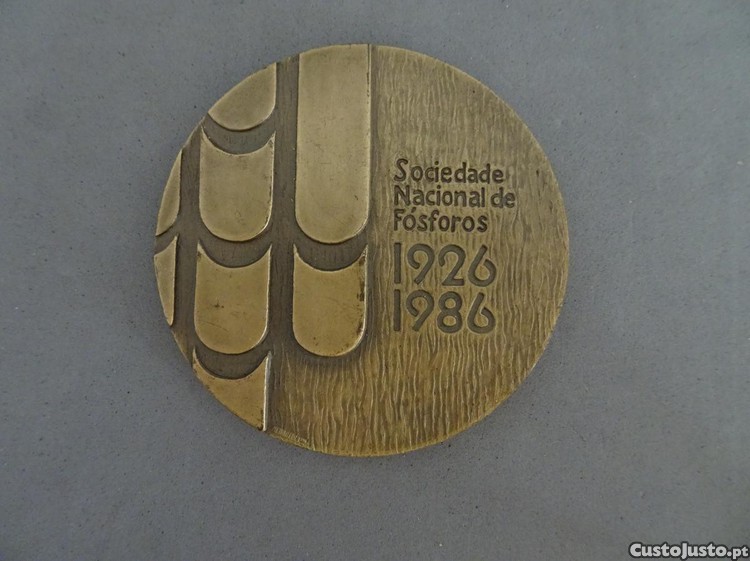 Sociedade
Nacional de
Fósforos
1926
1986
CustoJusto.pt